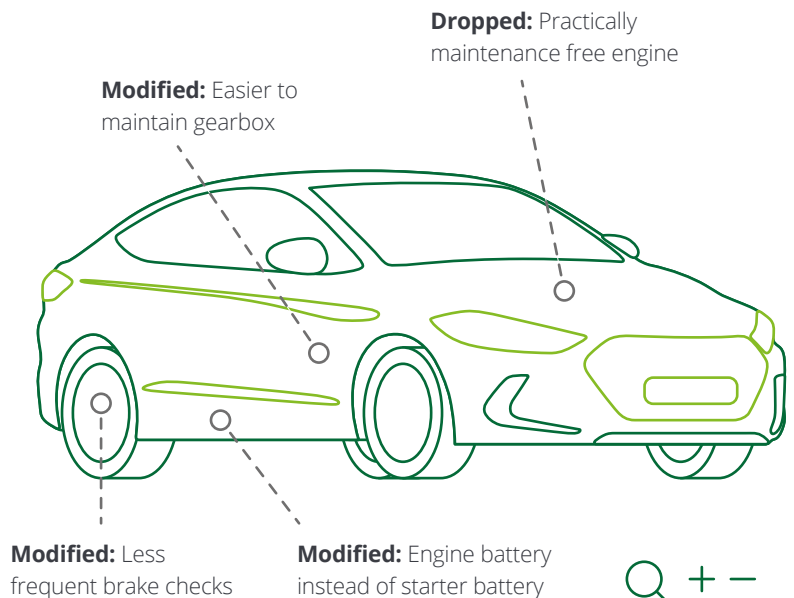 Dropped: Practically
maintenance free engine
Modified: Easier to
maintain gearbox
Modified: Less
frequent brake checks
Modified: Engine battery
instead of starter battery